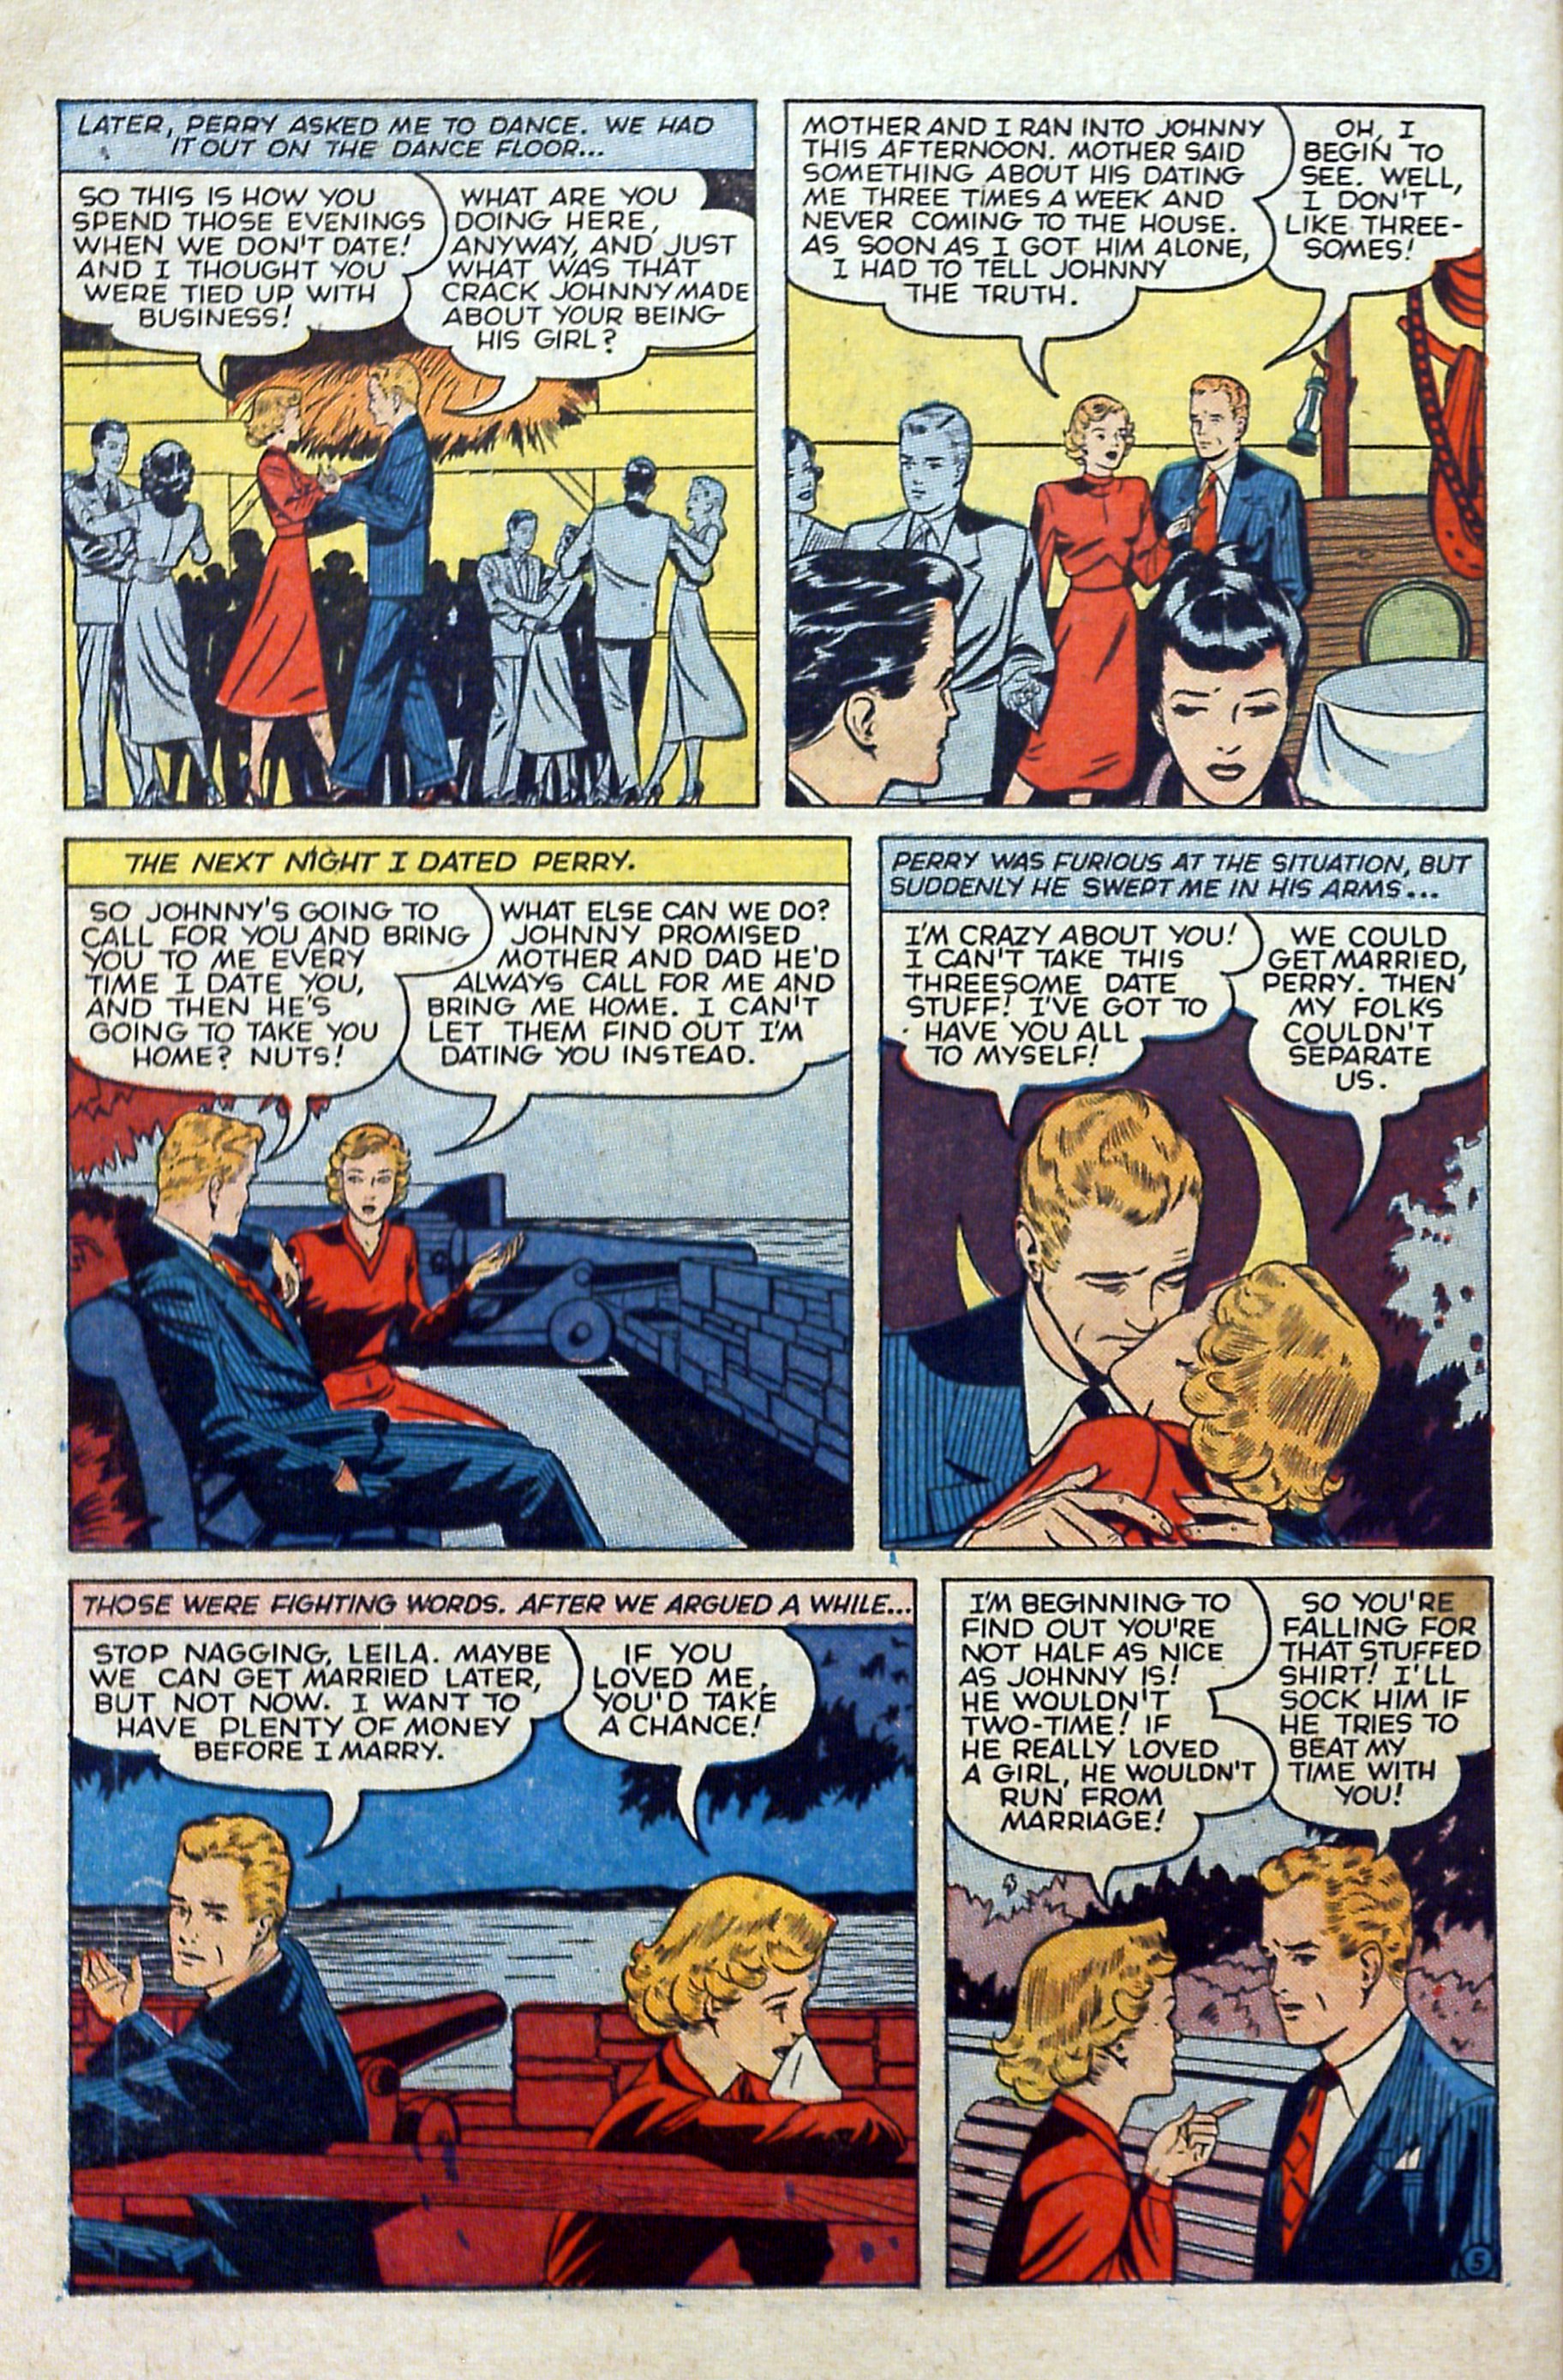 LATER, PERRY ASKED ME TO DANCE. WE HAD
IT OUT ON THE DANCE FLOOR...
SO THIS IS HOW YOU
SPEND THOSE EVENINGS
WHEN WE DON'T DATE!
AND I THOUGHT YOU
WERE TIED UP WITH
BUSINESS!
WHAT ARE YOU
DOING HERE,
ANYWAY, AND JUST
WHAT WAS THAT
CRACK JOHNNY MADE
ABOUT YOUR BEING
HIS GIRL?
MOTHER AND I RAN INTO JOHNNY
THIS AFTERNOON. MOTHER SAID
SOMETHING ABOUT HIS DATING
ME THREE TIMES A WEEK AND
NEVER COMING TO THE HOUSE.
AS SOON AS I GOT HIM ALONE,
I HAD TO TELL JOHNNY
THE TRUTH.
OH, I
BEGIN TO
SEE. WELL,
I DON'T
LIKE THREE-
SOMES!
THE NEXT NIGHT I DATED PERRY.
SO JOHNNY'S GOING TO
CALL FOR YOU AND BRING
YOU TO ME EVERY
TIME I DATE YOU,
AND THEN HE'S
GOING TO TAKE YOU
HOME? NUTS!
WHAT ELSE CAN WE DO?
JOHNNY PROMISED
MOTHER AND DAD HE'D
ALWAYS CALL FOR ME AND
BRING ME HOME. I CAN'T
LET THEM FIND OUT I'M
DATING YOU INSTEAD.
PERRY WAS FURIOUS AT THE SITUATION, BUT
SUDDENLY HE SWEPT ME IN HIS ARMS...
I'M CRAZY ABOUT YOU!
I CAN'T TAKE THIS
THREESOME DATE
STUFF! I'VE GOT TO
HAVE YOU ALL
TO MYSELF!
WE COULD
GET MARRIED,
PERRY. THEN
MY FOLKS
COULDN'T
SEPARATE
US.
THOSE WERE FIGHTING WORDS. AFTER WE ARGUED A WHILE...
STOP NAGGING, LEILA. MAYBE
WE CAN GET MARRIED LATER,
BUT NOT NOW. I WANT TO
HAVE PLENTY OF MONEY
BEFORE I MARRY.
IF YOU
LOVED ME,
YOU'D TAKE
A CHANCE!
I'M BEGINNING TO
FIND OUT YOU'RE
NOT HALF AS NICE
AS JOHNNY IS!
HE WOULDN'T
TWO-TIME! IF
HE REALLY LOVED
A GIRL, HE WOULDN'T
RUN FROM
MARRIAGE!
SO YOU'RE
FALLING FOR
THAT STUFFED
SHIRT! I'LL
SOCK HIM IF
HE TRIES TO
BEAT MY
TIME WITH
YOU!
5